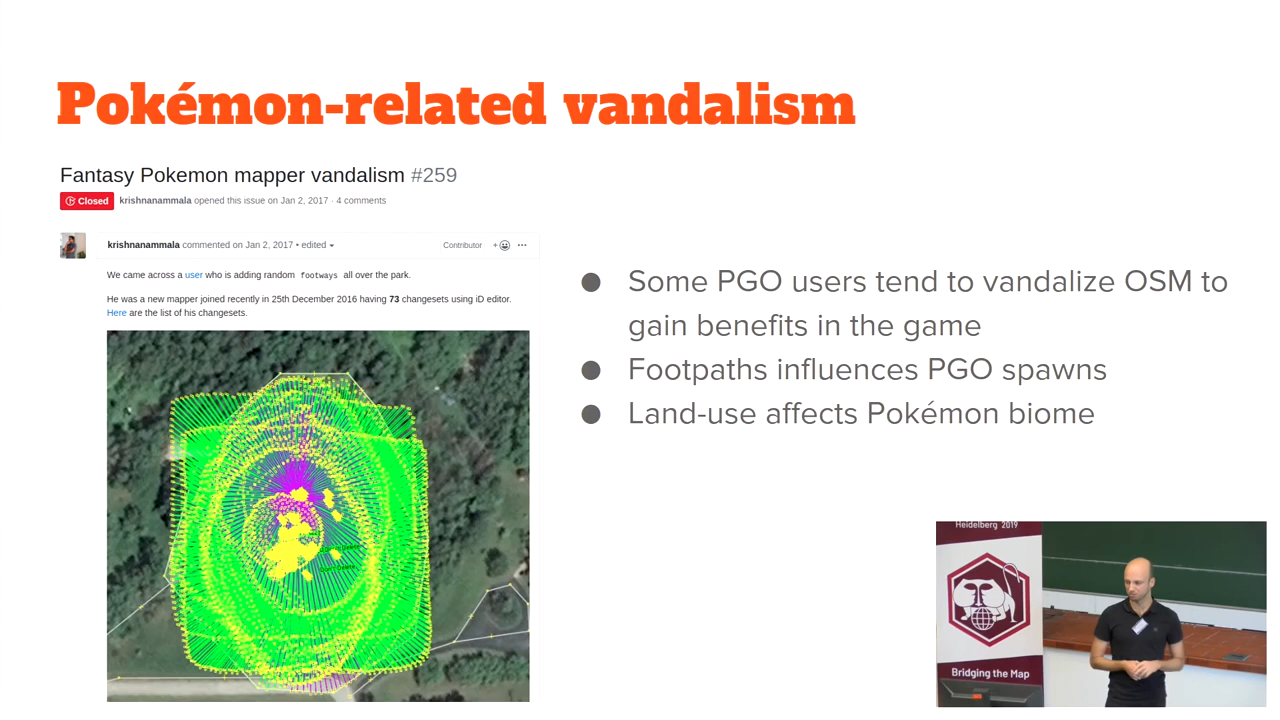 Pokémon-related vandalism
Fantasy Pokemon mapper vandalism #259
Closed krishnanammala opened this issue on Jan 2, 2017 · 4 comments
krishnanammala commented on Jan 2, 2017 • edited Contributor
We came across a user who is adding random footways all over the park.
He was a new mapper joined recently in 25th December 2016 having 73 changesets using iD editor.
Here are the list of his changesets.
● Some PGO users tend to vandalize OSM to
gain benefits in the game
● Footpaths influences PGO spawns
● Land-use affects Pokémon biome
Heidelberg 2019
Bridging the Map